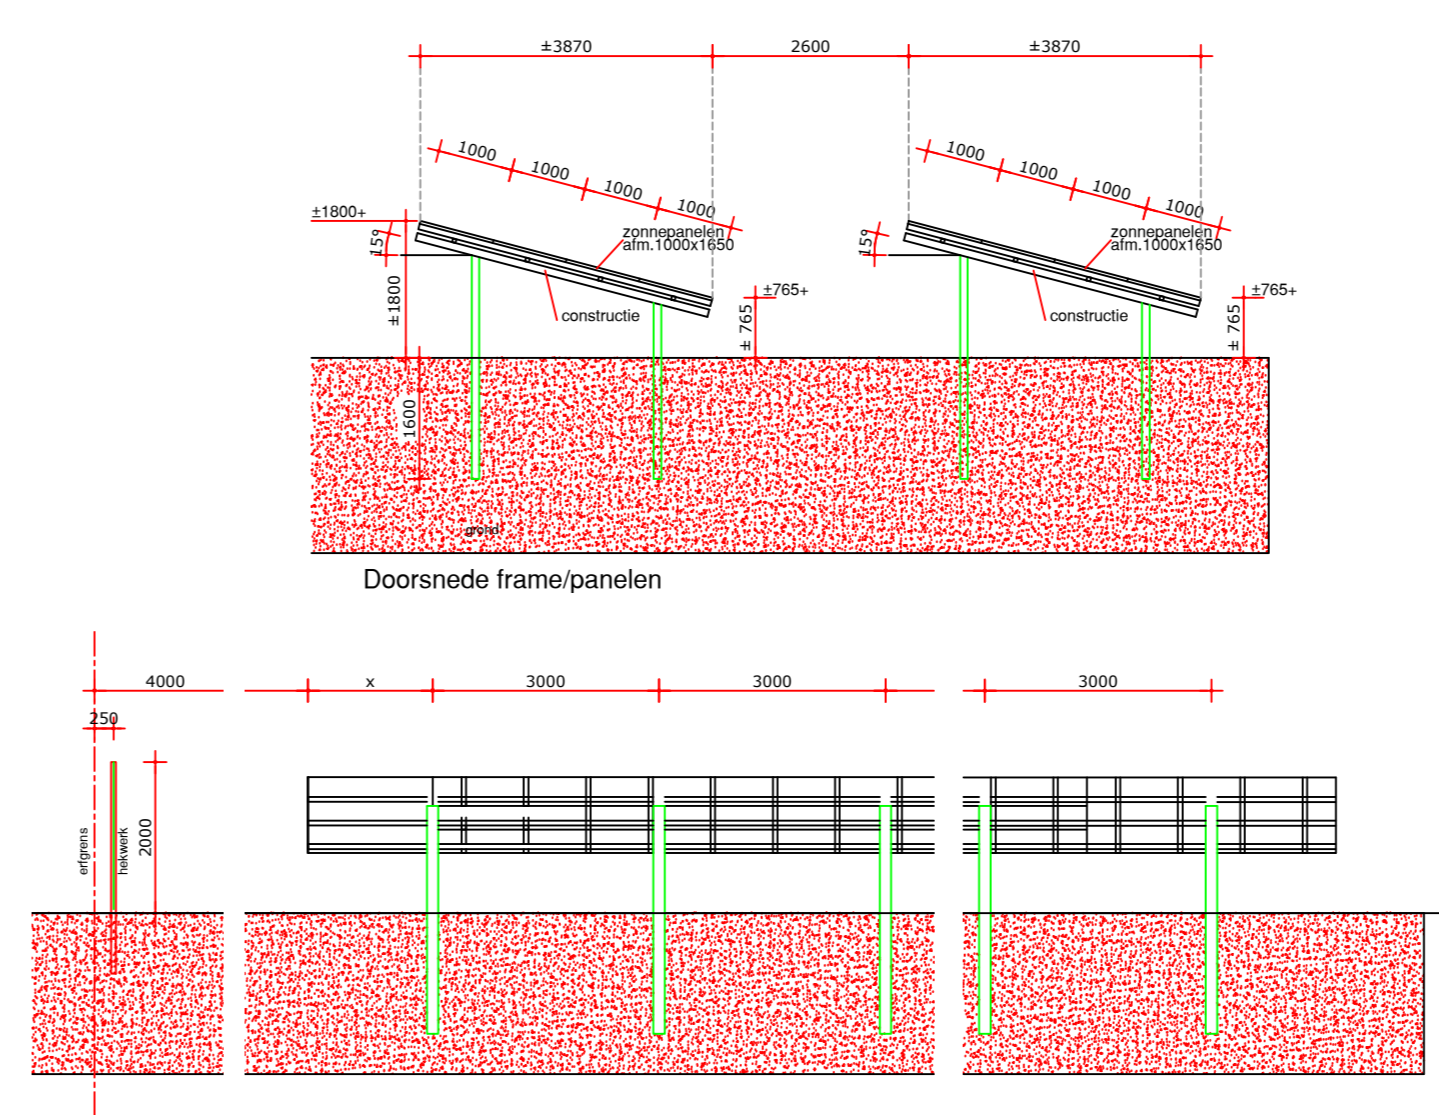 ±3870 2600 ±3870
1000 1000 1000 1000 1000 1000 1000 1000
±1800+ 15° zonnepanelen 15° zonnepanelen
afm.1000x1650 afm.1000x1650
±1800 constructie ± 765 ±765+ constructie ± 765 ±765+
1600
grond
Doorsnede frame/panelen
4000 x 3000 3000 3000
250
erfgrens hekwerk 2000